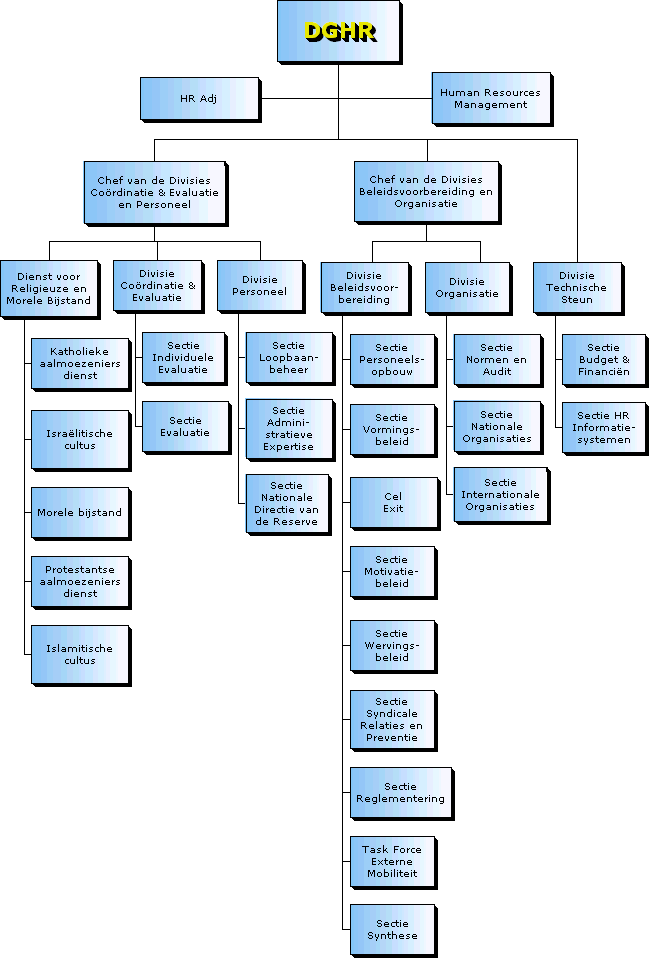 DGHR
HR Adj
Human Resources
Management
Chef van de Divisies
Coördinatie & Evaluatie
en Personeel
Chef van de Divisies
Beleidsvoorbereiding en
Organisatie
Dienst voor
Religieuze en
Morele Bijstand
Divisie
Coördinatie &
Evaluatie
Divisie
Personeel
Divisie
Beleidsvoor-
bereiding
Divisie
Organisatie
Divisie
Technische
Steun
Katholieke
aalmoezeniers
dienst
Israëlitische
cultus
Morele bijstand
Protestantse
aalmoezeniers
dienst
Islamitische
cultus
Sectie
Individuele
Evaluatie
Sectie
Evaluatie
Sectie
Loopbaan-
beheer
Sectie
Admini-
stratieve
Expertise
Sectie
Nationale
Directie van
de Reserve
Sectie
Personeels-
opbouw
Sectie
Vormings-
beleid
Cel
Exit
Sectie
Motivatie-
beleid
Sectie
Wervings-
beleid
Sectie
Syndicale
Relaties en
Preventie
Sectie
Reglementering
Task Force
Externe
Mobiliteit
Sectie
Synthese
Sectie
Normen en
Audit
Sectie
Nationale
Organisaties
Sectie
Internationale
Organisaties
Sectie
Budget &
Financiën
Sectie HR
Informatie-
systemen